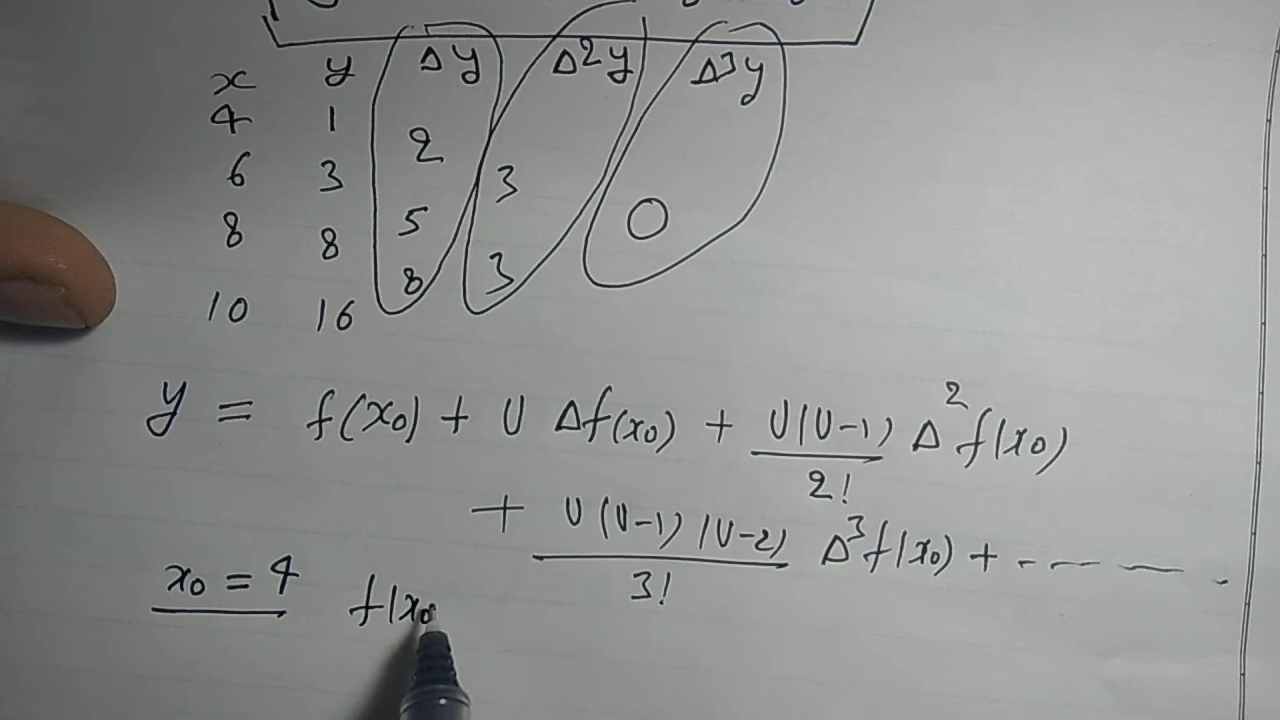 x y Δy Δ²y Δ³y
4 1
2
6 3 3
5 0
8 8 3
8
10 16
y = f(x₀) + U Δf(x₀) + U(U-1)/2! Δ²f(x₀)
+ U(U-1)(U-2)/3! Δ³f(x₀) + - - - - .
x₀ = 4 f(x₀